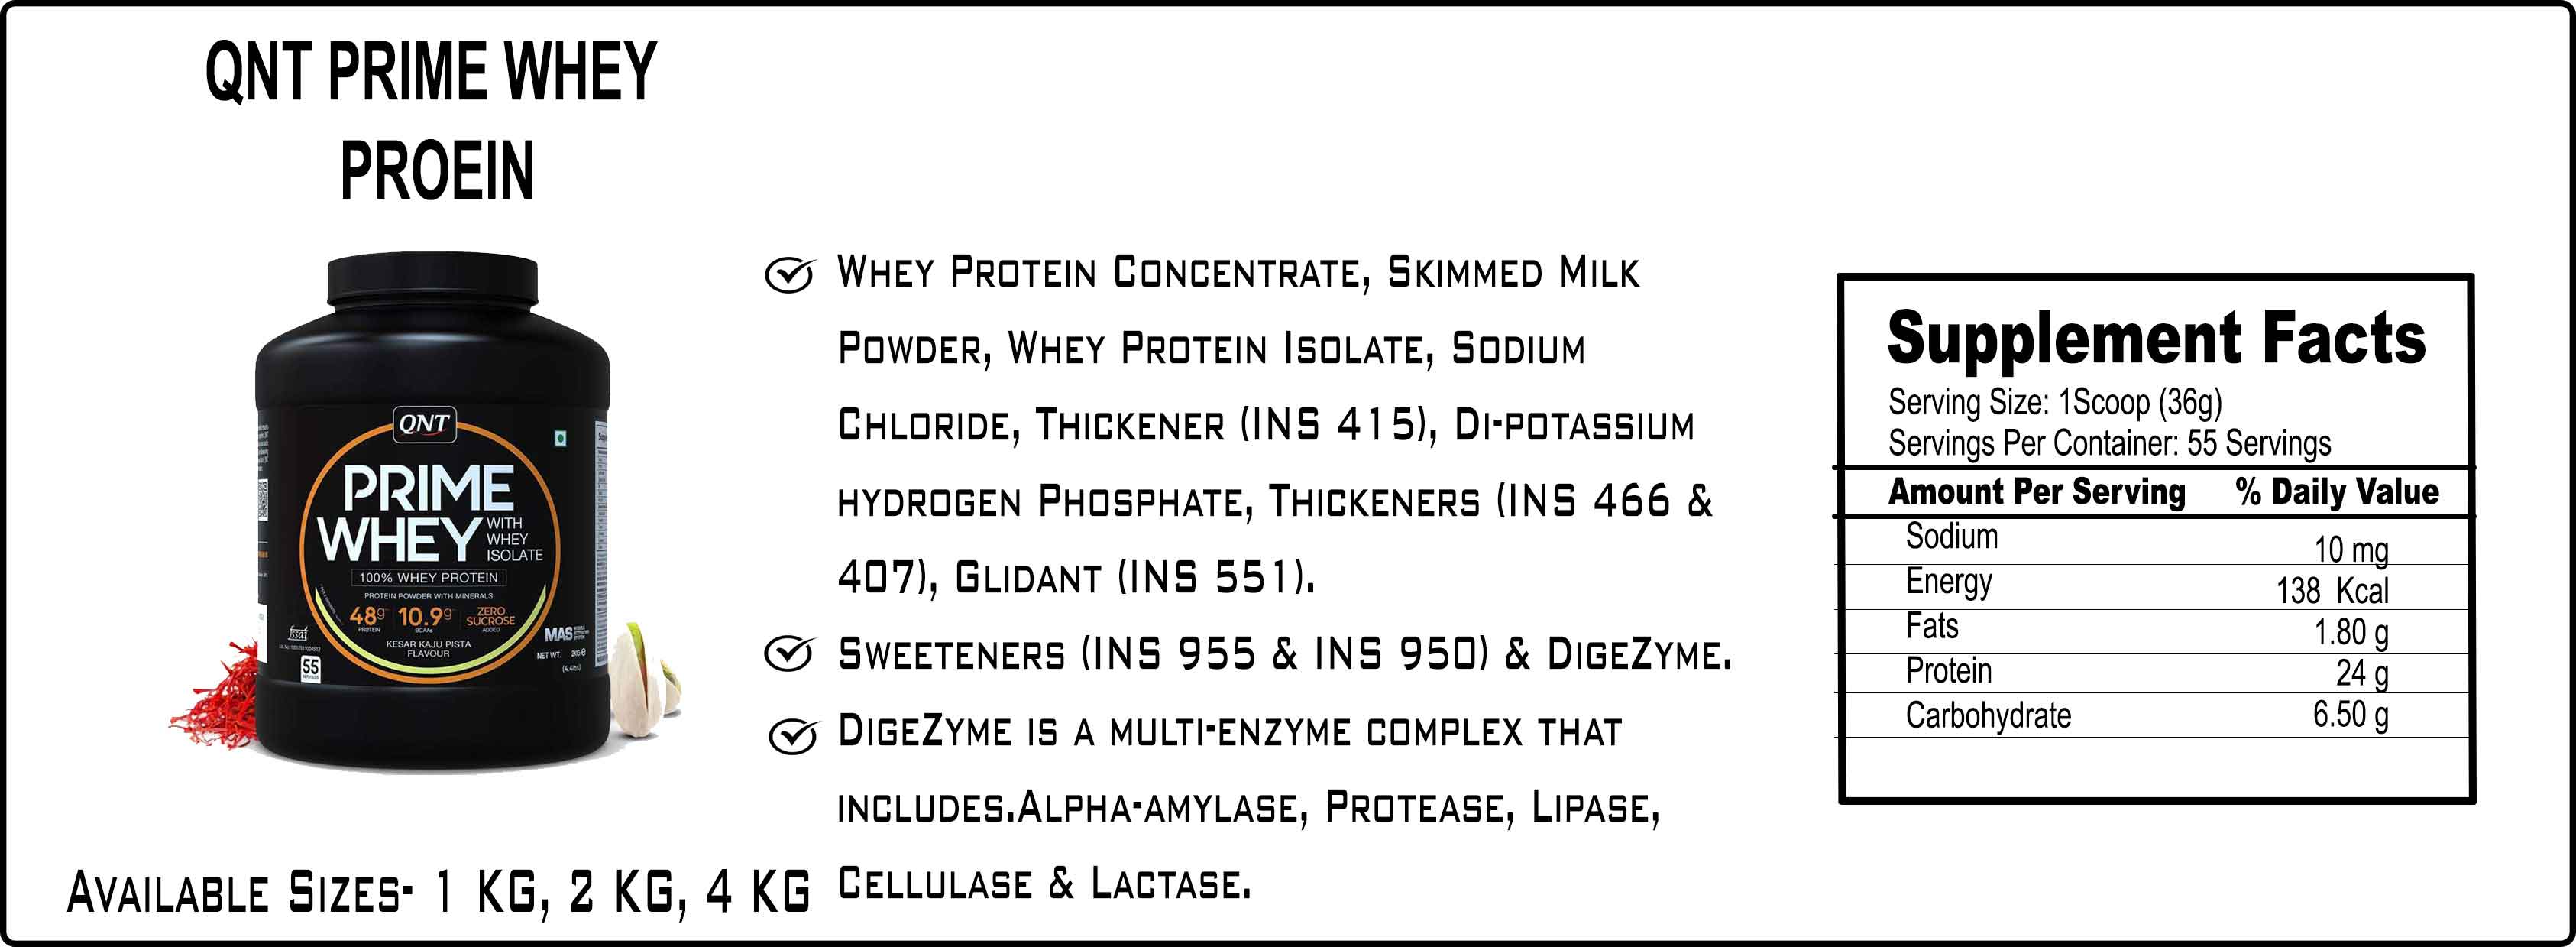 QNT PRIME WHEY
PROEIN
QNT
PRIME
WHEY
WITH
WHEY
ISOLATE
100% WHEY PROTEIN
PROTEIN POWDER WITH MINERALS
48g
PROTEIN
10.9g
BCAAs
ZERO
SUCROSE
ADDED
KESAR KAJU PISTA
FLAVOUR
fssai
55
SERVINGS
MAS
NET WT. 2KG e
(4.4lbs)
AVAILABLE SIZES- 1 KG, 2 KG, 4 KG
WHEY PROTEIN CONCENTRATE, SKIMMED MILK
POWDER, WHEY PROTEIN ISOLATE, SODIUM
CHLORIDE, THICKENER (INS 415), DI-POTASSIUM
HYDROGEN PHOSPHATE, THICKENERS (INS 466 &
407), GLIDANT (INS 551).
SWEETENERS (INS 955 & INS 950) & DIGEZYME.
DIGEZYME IS A MULTI-ENZYME COMPLEX THAT
INCLUDES.ALPHA-AMYLASE, PROTEASE, LIPASE,
CELLULASE & LACTASE.
Supplement Facts
Serving Size: 1Scoop (36g)
Servings Per Container: 55 Servings
Amount Per Serving % Daily Value
Sodium 10 mg
Energy 138 Kcal
Fats 1.80 g
Protein 24 g
Carbohydrate 6.50 g